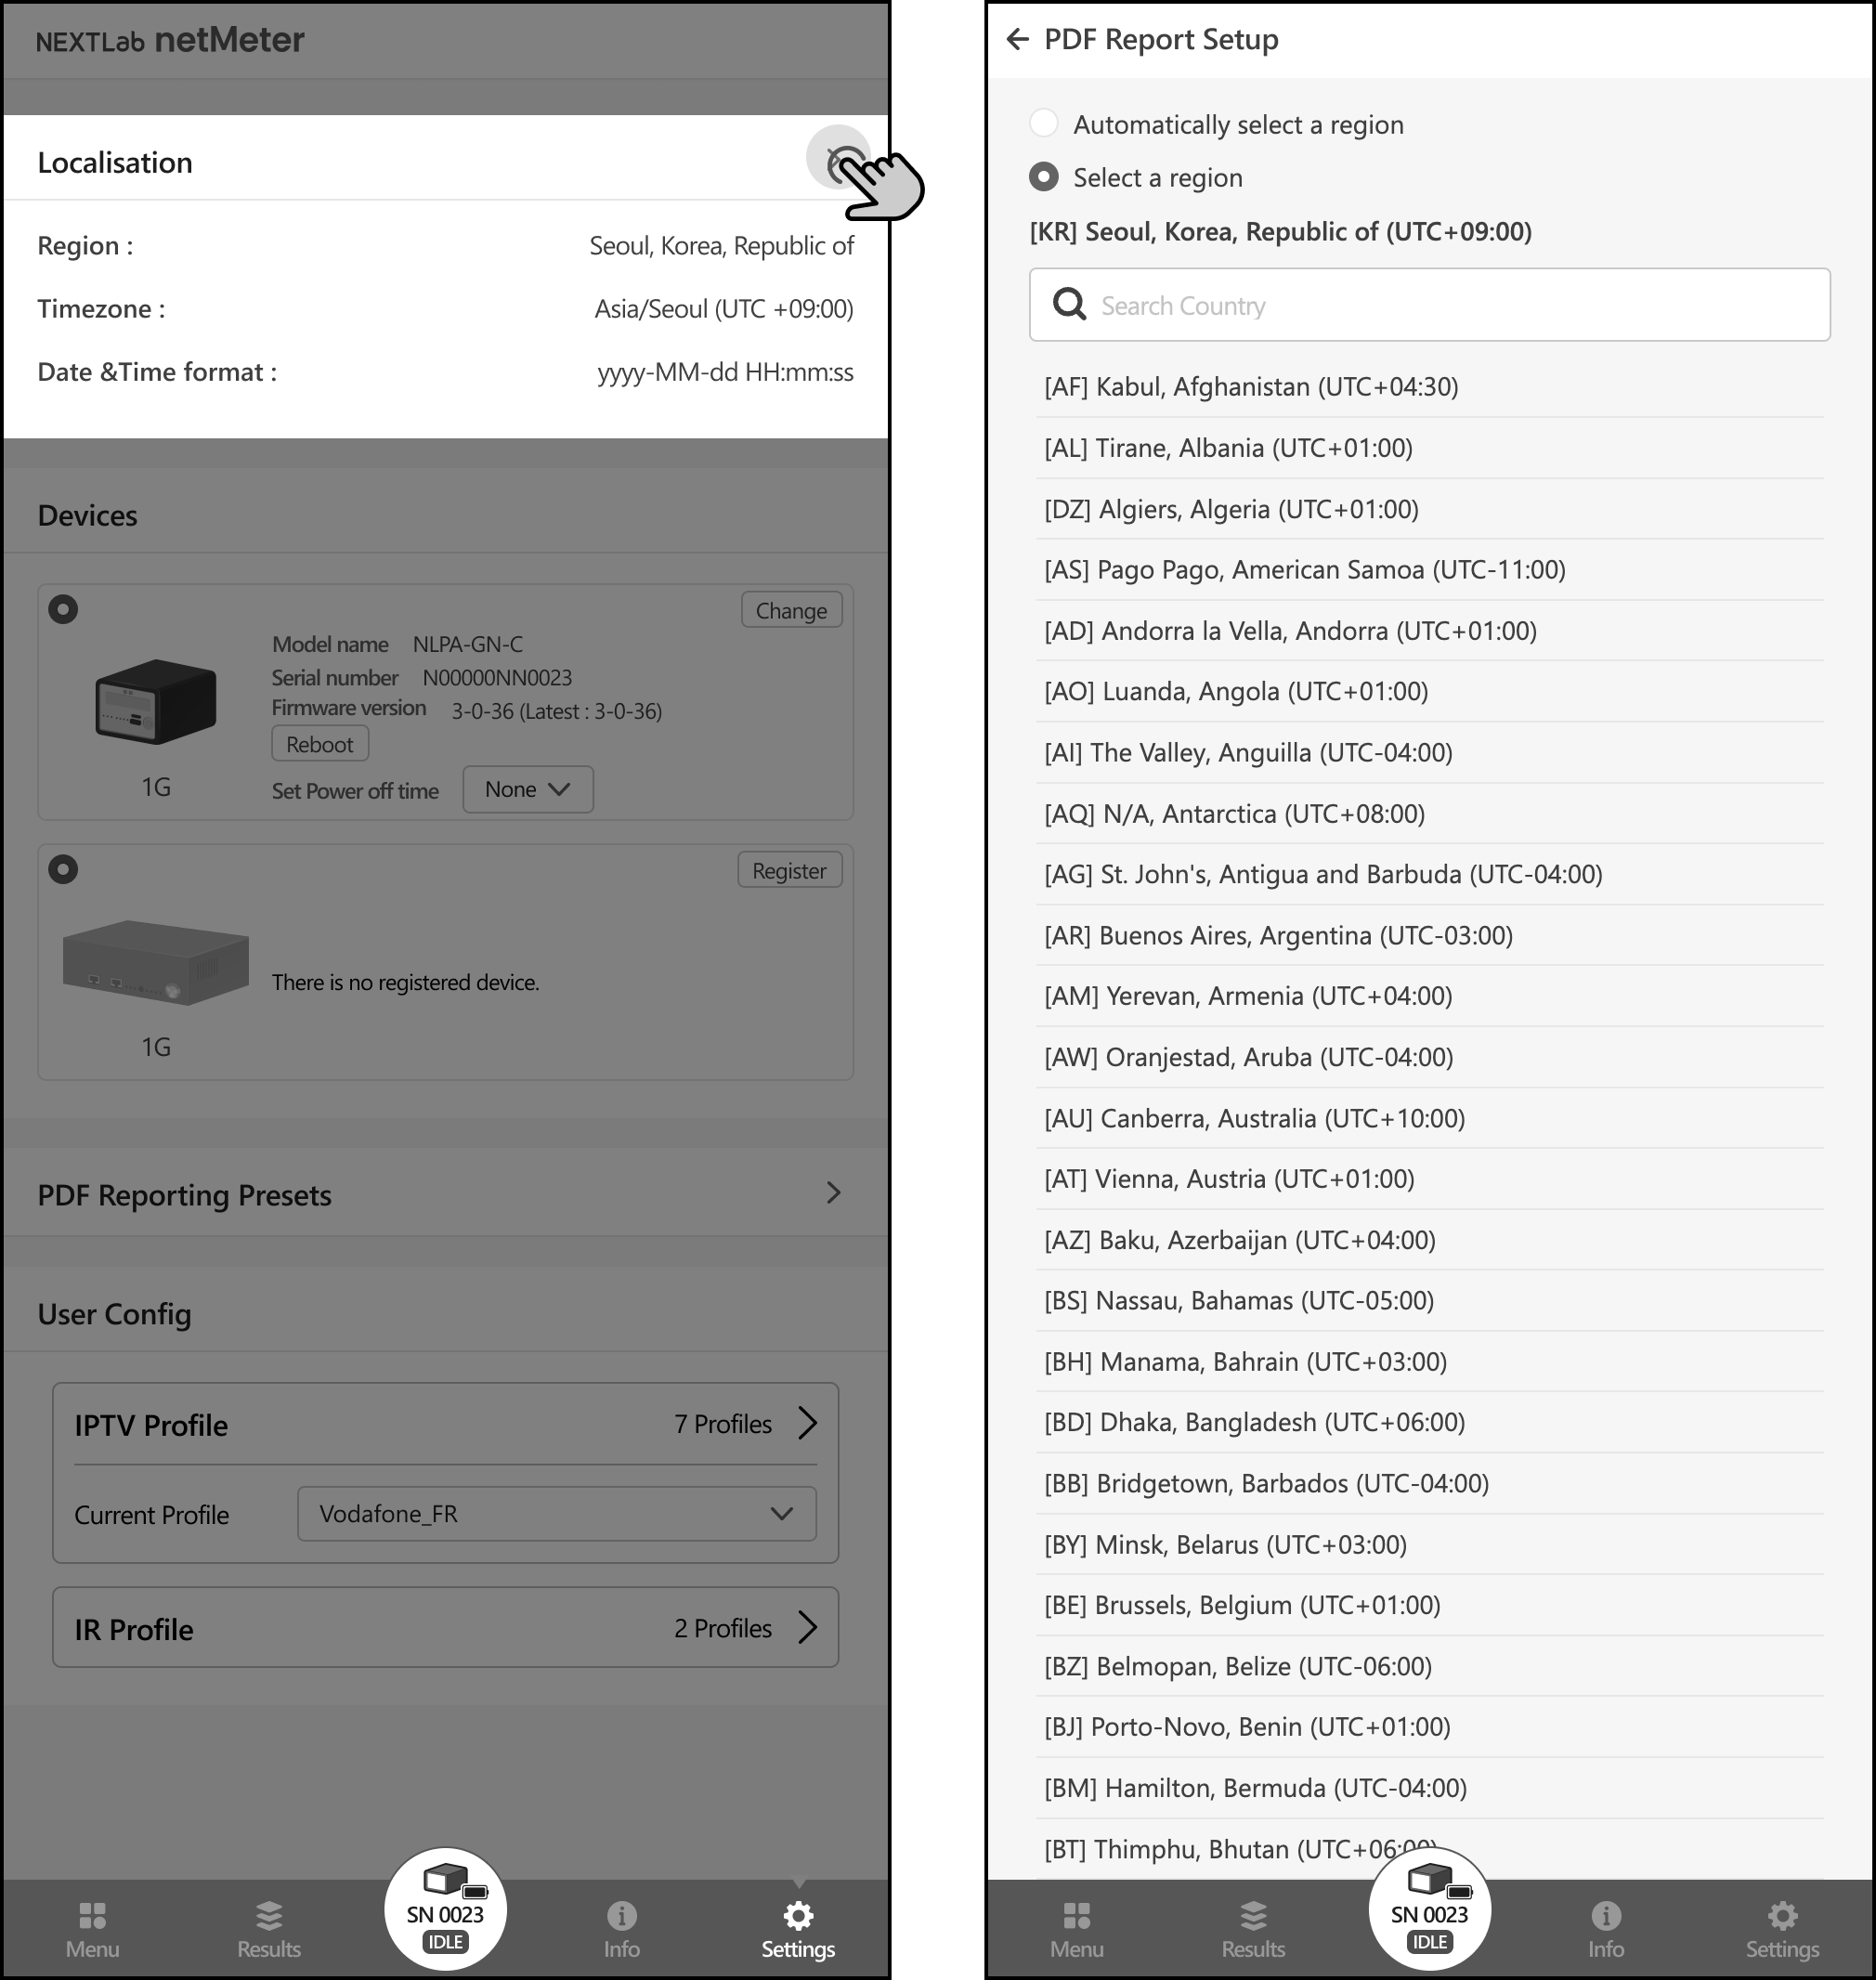 NEXTLab netMeter
Localisation
Region : Seoul, Korea, Republic of
Timezone : Asia/Seoul (UTC +09:00)
Date &Time format : yyyy-MM-dd HH:mm:ss
Devices
Change
Model name NLPA-GN-C
Serial number N00000NN0023
Firmware version 3-0-36 (Latest : 3-0-36)
Reboot
1G
Set Power off time None
Register
There is no registered device.
1G
PDF Reporting Presets
User Config
IPTV Profile 7 Profiles
Current Profile Vodafone_FR
IR Profile 2 Profiles
Menu
Results
SN 0023
IDLE
Info
Settings
PDF Report Setup
Automatically select a region
Select a region
[KR] Seoul, Korea, Republic of (UTC+09:00)
Search Country
[AF] Kabul, Afghanistan (UTC+04:30)
[AL] Tirane, Albania (UTC+01:00)
[DZ] Algiers, Algeria (UTC+01:00)
[AS] Pago Pago, American Samoa (UTC-11:00)
[AD] Andorra la Vella, Andorra (UTC+01:00)
[AO] Luanda, Angola (UTC+01:00)
[AI] The Valley, Anguilla (UTC-04:00)
[AQ] N/A, Antarctica (UTC+08:00)
[AG] St. John's, Antigua and Barbuda (UTC-04:00)
[AR] Buenos Aires, Argentina (UTC-03:00)
[AM] Yerevan, Armenia (UTC+04:00)
[AW] Oranjestad, Aruba (UTC-04:00)
[AU] Canberra, Australia (UTC+10:00)
[AT] Vienna, Austria (UTC+01:00)
[AZ] Baku, Azerbaijan (UTC+04:00)
[BS] Nassau, Bahamas (UTC-05:00)
[BH] Manama, Bahrain (UTC+03:00)
[BD] Dhaka, Bangladesh (UTC+06:00)
[BB] Bridgetown, Barbados (UTC-04:00)
[BY] Minsk, Belarus (UTC+03:00)
[BE] Brussels, Belgium (UTC+01:00)
[BZ] Belmopan, Belize (UTC-06:00)
[BJ] Porto-Novo, Benin (UTC+01:00)
[BM] Hamilton, Bermuda (UTC-04:00)
[BT] Thimphu, Bhutan (UTC+06:00)
Menu
Results
SN 0023
IDLE
Info
Settings